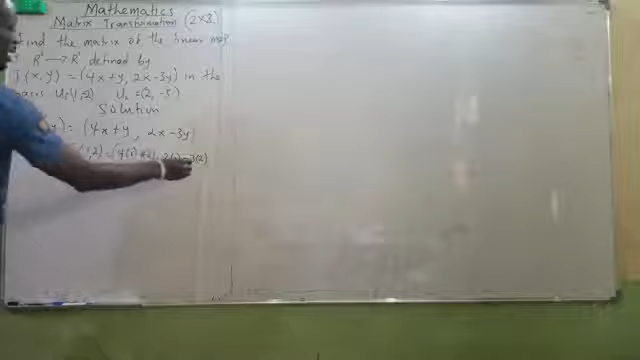 Mathematics
Matrix Transformation (2x2)
Find the matrix of the linear map
R² → R² defined by
T(x, y) = (4x+y, 2x-3y) in the
basis U₁(1,2) U₂ = (2, -5)
Solution
y) = (4x+y, 2x-3y)
1,2) = (4(1)+2, 2(1)-3(2)